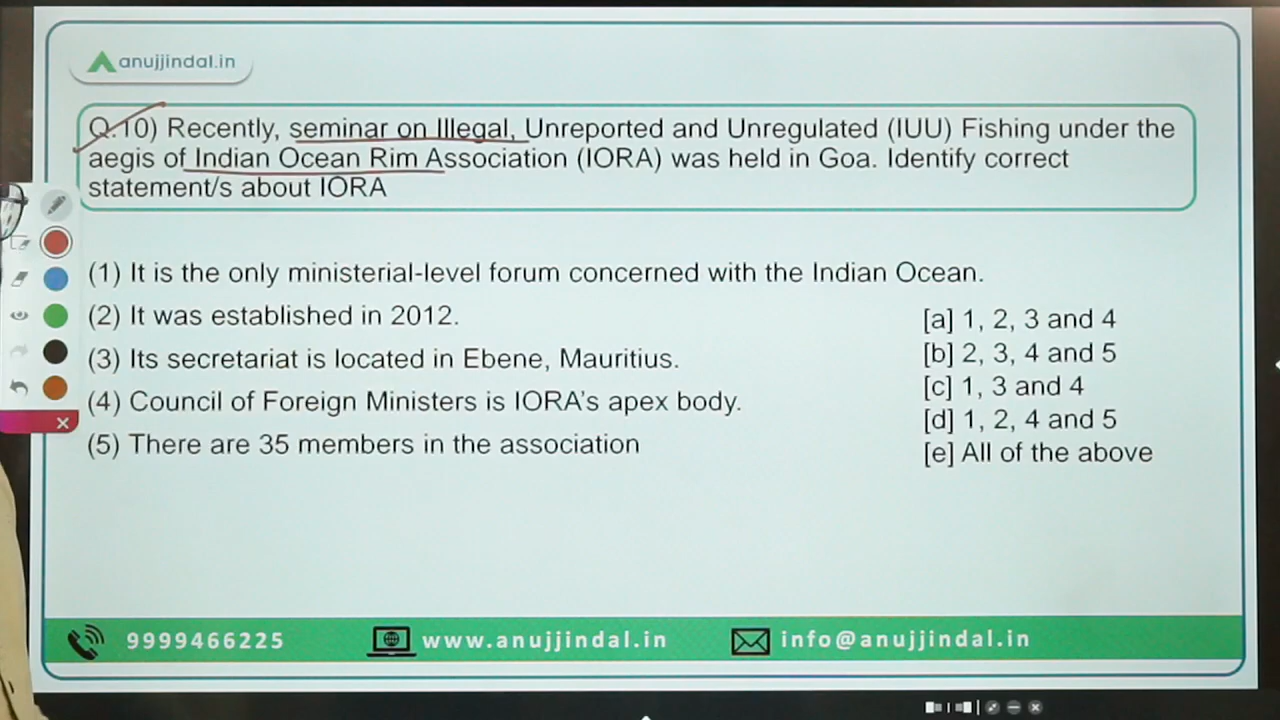 anujjindal.in
Q.10) Recently, seminar on Illegal, Unreported and Unregulated (IUU) Fishing under the
aegis of Indian Ocean Rim Association (IORA) was held in Goa. Identify correct
statement/s about IORA
(1) It is the only ministerial-level forum concerned with the Indian Ocean.
(2) It was established in 2012.
(3) Its secretariat is located in Ebene, Mauritius.
(4) Council of Foreign Ministers is IORA's apex body.
(5) There are 35 members in the association
[a] 1, 2, 3 and 4
[b] 2, 3, 4 and 5
[c] 1, 3 and 4
[d] 1, 2, 4 and 5
[e] All of the above
9999466225 www.anujjindal.in info@anujjindal.in